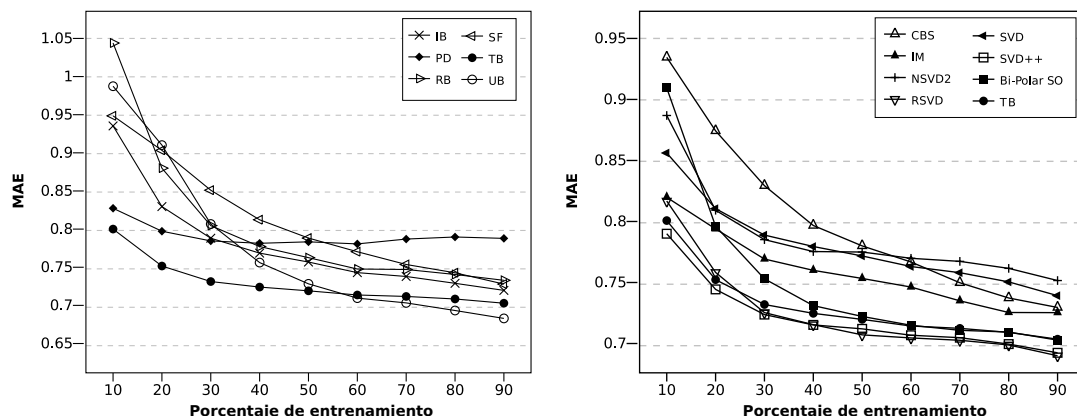 1.05
1
0.95
0.9
0.85
0.8
0.75
0.7
0.65
MAE
10 20 30 40 50 60 70 80 90
Porcentaje de entrenamiento
IB SF
PD TB
RB UB
0.95
0.9
0.85
0.8
0.75
0.7
MAE
10 20 30 40 50 60 70 80 90
Porcentaje de entrenamiento
CBS SVD
IM SVD++
NSVD2 Bi-Polar SO
RSVD TB